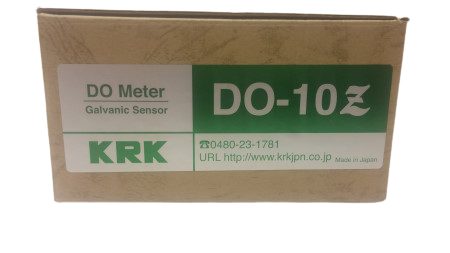 DO Meter
Galvanic Sensor
KRK
DO-10Z
☎0480-23-1781
URL http://www.krkjpn.co.jp Made in Japan